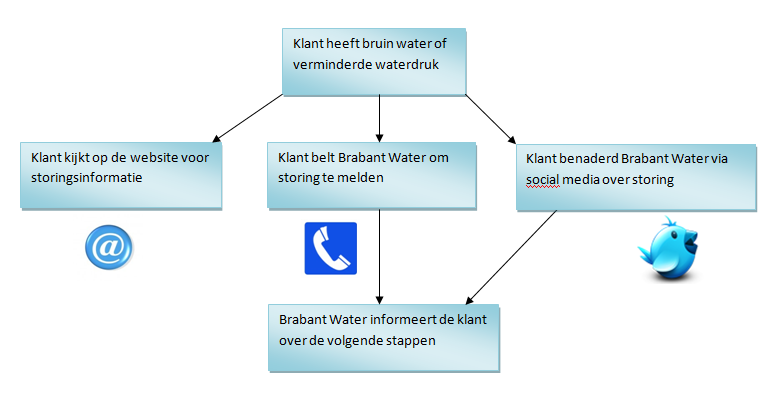 Klant heeft bruin water of
verminderde waterdruk
Klant kijkt op de website voor
storingsinformatie
Klant belt Brabant Water om
storing te melden
Klant benaderd Brabant Water via
social media over storing
@
Brabant Water informeert de klant
over de volgende stappen